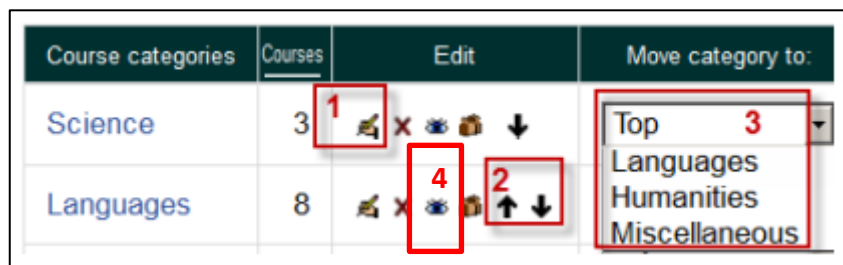 Course categories Courses Edit Move category to:
Science 3 1 Top 3
Languages
Languages 8 4 2 Humanities
Miscellaneous